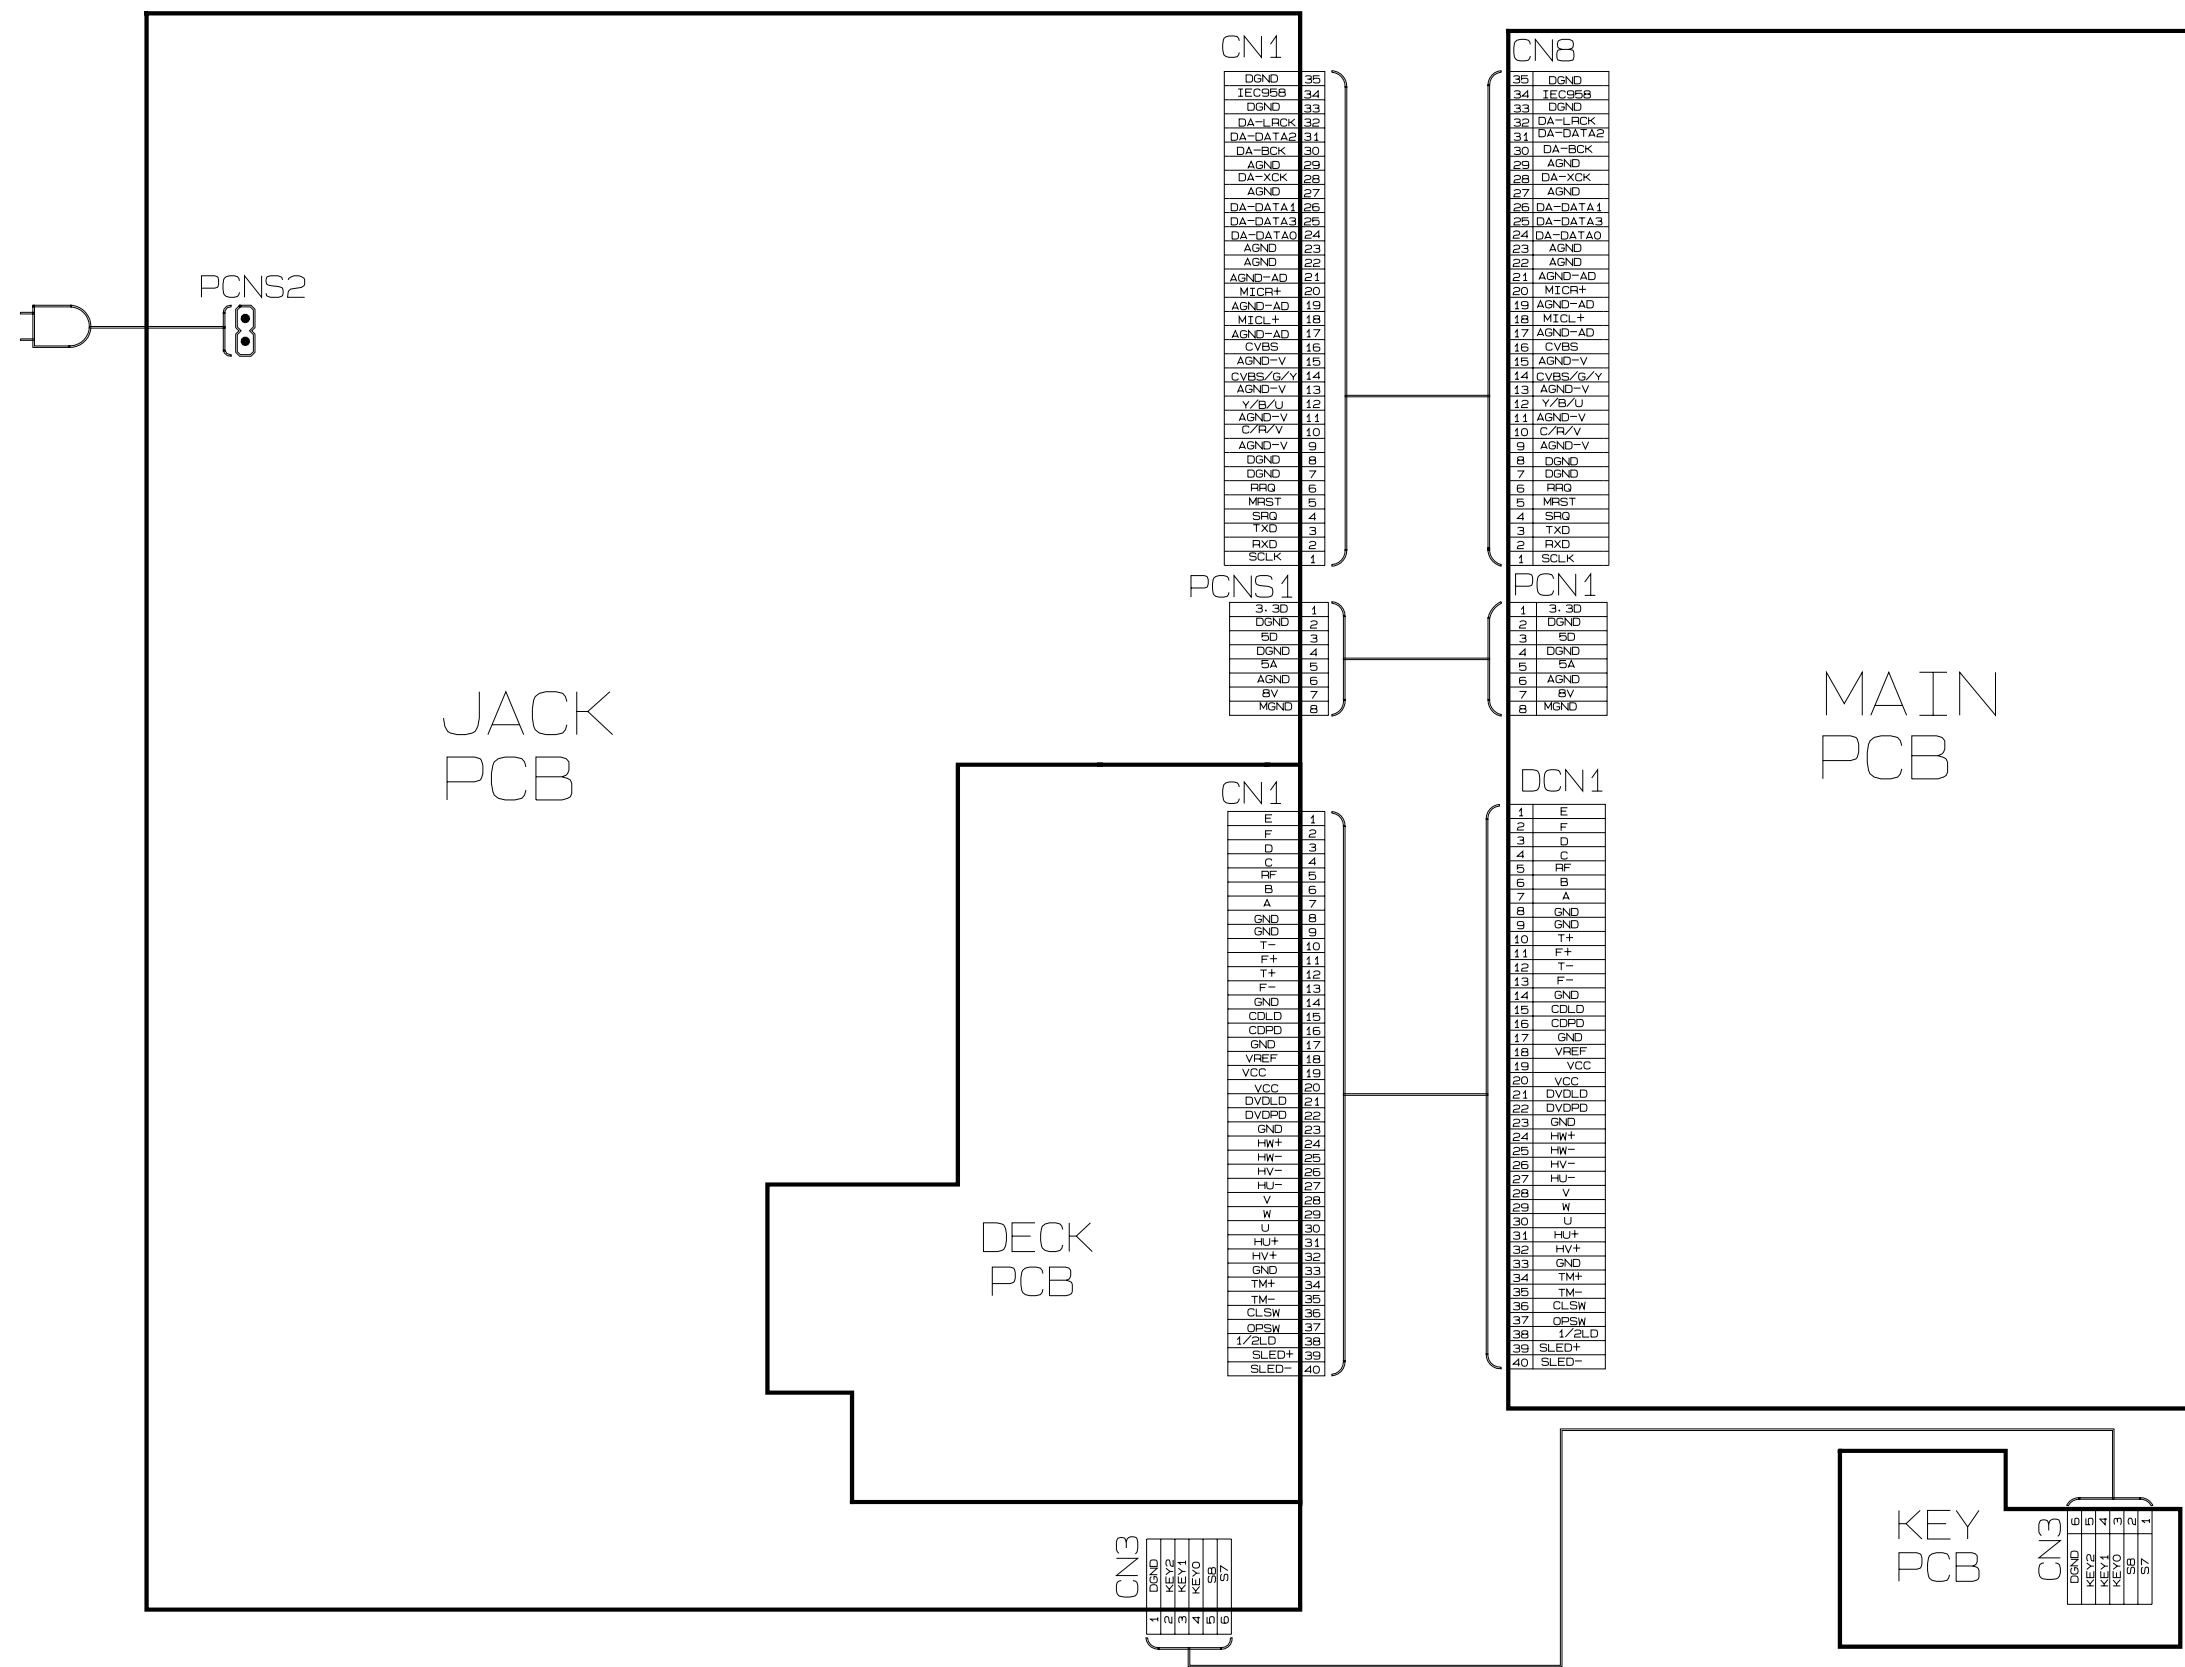 CN1
DGND 35
IEC958 34
DGND 33
DA-LRCK 32
DA-DATA2 31
DA-BCK 30
AGND 29
DA-XCK 28
AGND 27
DA-DATA1 26
DA-DATA3 25
DA-DATA0 24
AGND 23
AGND 22
AGND-AD 21
MICR+ 20
AGND-AD 19
MICL+ 18
AGND-AD 17
CVBS 16
AGND-V 15
CVBS/G/Y 14
AGND-V 13
Y/B/U 12
AGND-V 11
C/R/V 10
AGND-V 9
DGND 8
DGND 7
RRQ 6
MRST 5
SRQ 4
TXD 3
RXD 2
SCLK 1
CN8
35 DGND
34 IEC958
33 DGND
32 DA-LRCK
31 DA-DATA2
30 DA-BCK
29 AGND
28 DA-XCK
27 AGND
26 DA-DATA1
25 DA-DATA3
24 DA-DATA0
23 AGND
22 AGND
21 AGND-AD
20 MICR+
19 AGND-AD
18 MICL+
17 AGND-AD
16 CVBS
15 AGND-V
14 CVBS/G/Y
13 AGND-V
12 Y/B/U
11 AGND-V
10 C/R/V
9 AGND-V
8 DGND
7 DGND
6 RRQ
5 MRST
4 SRQ
3 TXD
2 RXD
1 SCLK
PCNS2
PCNS1
3.3D 1
DGND 2
5D 3
DGND 4
5A 5
AGND 6
8V 7
MGND 8
PCN1
1 3.3D
2 DGND
3 5D
4 DGND
5 5A
6 AGND
7 8V
8 MGND
JACK
PCB
MAIN
PCB
CN1
E 1
F 2
D 3
C 4
RF 5
B 6
A 7
GND 8
GND 9
T- 10
F+ 11
T+ 12
F- 13
GND 14
CDLD 15
CDPD 16
GND 17
VREF 18
VCC 19
VCC 20
DVDLD 21
DVDPD 22
GND 23
HW+ 24
HW- 25
HV- 26
HU- 27
V 28
W 29
U 30
HU+ 31
HV+ 32
GND 33
TM+ 34
TM- 35
CLSW 36
OPSW 37
1/2LD 38
SLED+ 39
SLED- 40
DCN1
1 E
2 F
3 D
4 C
5 RF
6 B
7 A
8 GND
9 GND
10 T+
11 F+
12 T-
13 F-
14 GND
15 CDLD
16 CDPD
17 GND
18 VREF
19 VCC
20 VCC
21 DVDLD
22 DVDPD
23 GND
24 HW+
25 HW-
26 HV-
27 HU-
28 V
29 W
30 U
31 HU+
32 HV+
33 GND
34 TM+
35 TM-
36 CLSW
37 OPSW
38 1/2LD
39 SLED+
40 SLED-
DECK
PCB
CN3
1 DGND
2 KEY2
3 KEY1
4 KEY0
5 S8
6 S7
KEY
PCB
CN3
DGND 6
KEY2 5
KEY1 4
KEY0 3
S8 2
S7 1